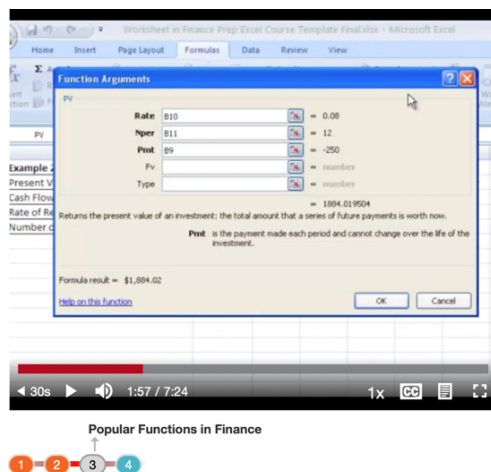 Worksheet in Finance Prep Excel Course Template Final.xlsx - Microsoft Excel
Home Insert Page Layout Formulas Data Review View
Function Arguments
PV
Rate B10 = 0.08
Nper B11 = 12
Pmt B9 = -250
Fv = number
Type = number
= 1884.019504
Returns the present value of an investment: the total amount that a series of future payments is worth now.
Pmt is the payment made each period and cannot change over the life of the
investment.
Formula result = $1,884.02
Help on this function OK Cancel
PV
Example 2
Present V
Cash Flow
Rate of Re
Number o
30s 1:57 / 7:24 1x CC
Popular Functions in Finance
1 2 3 4